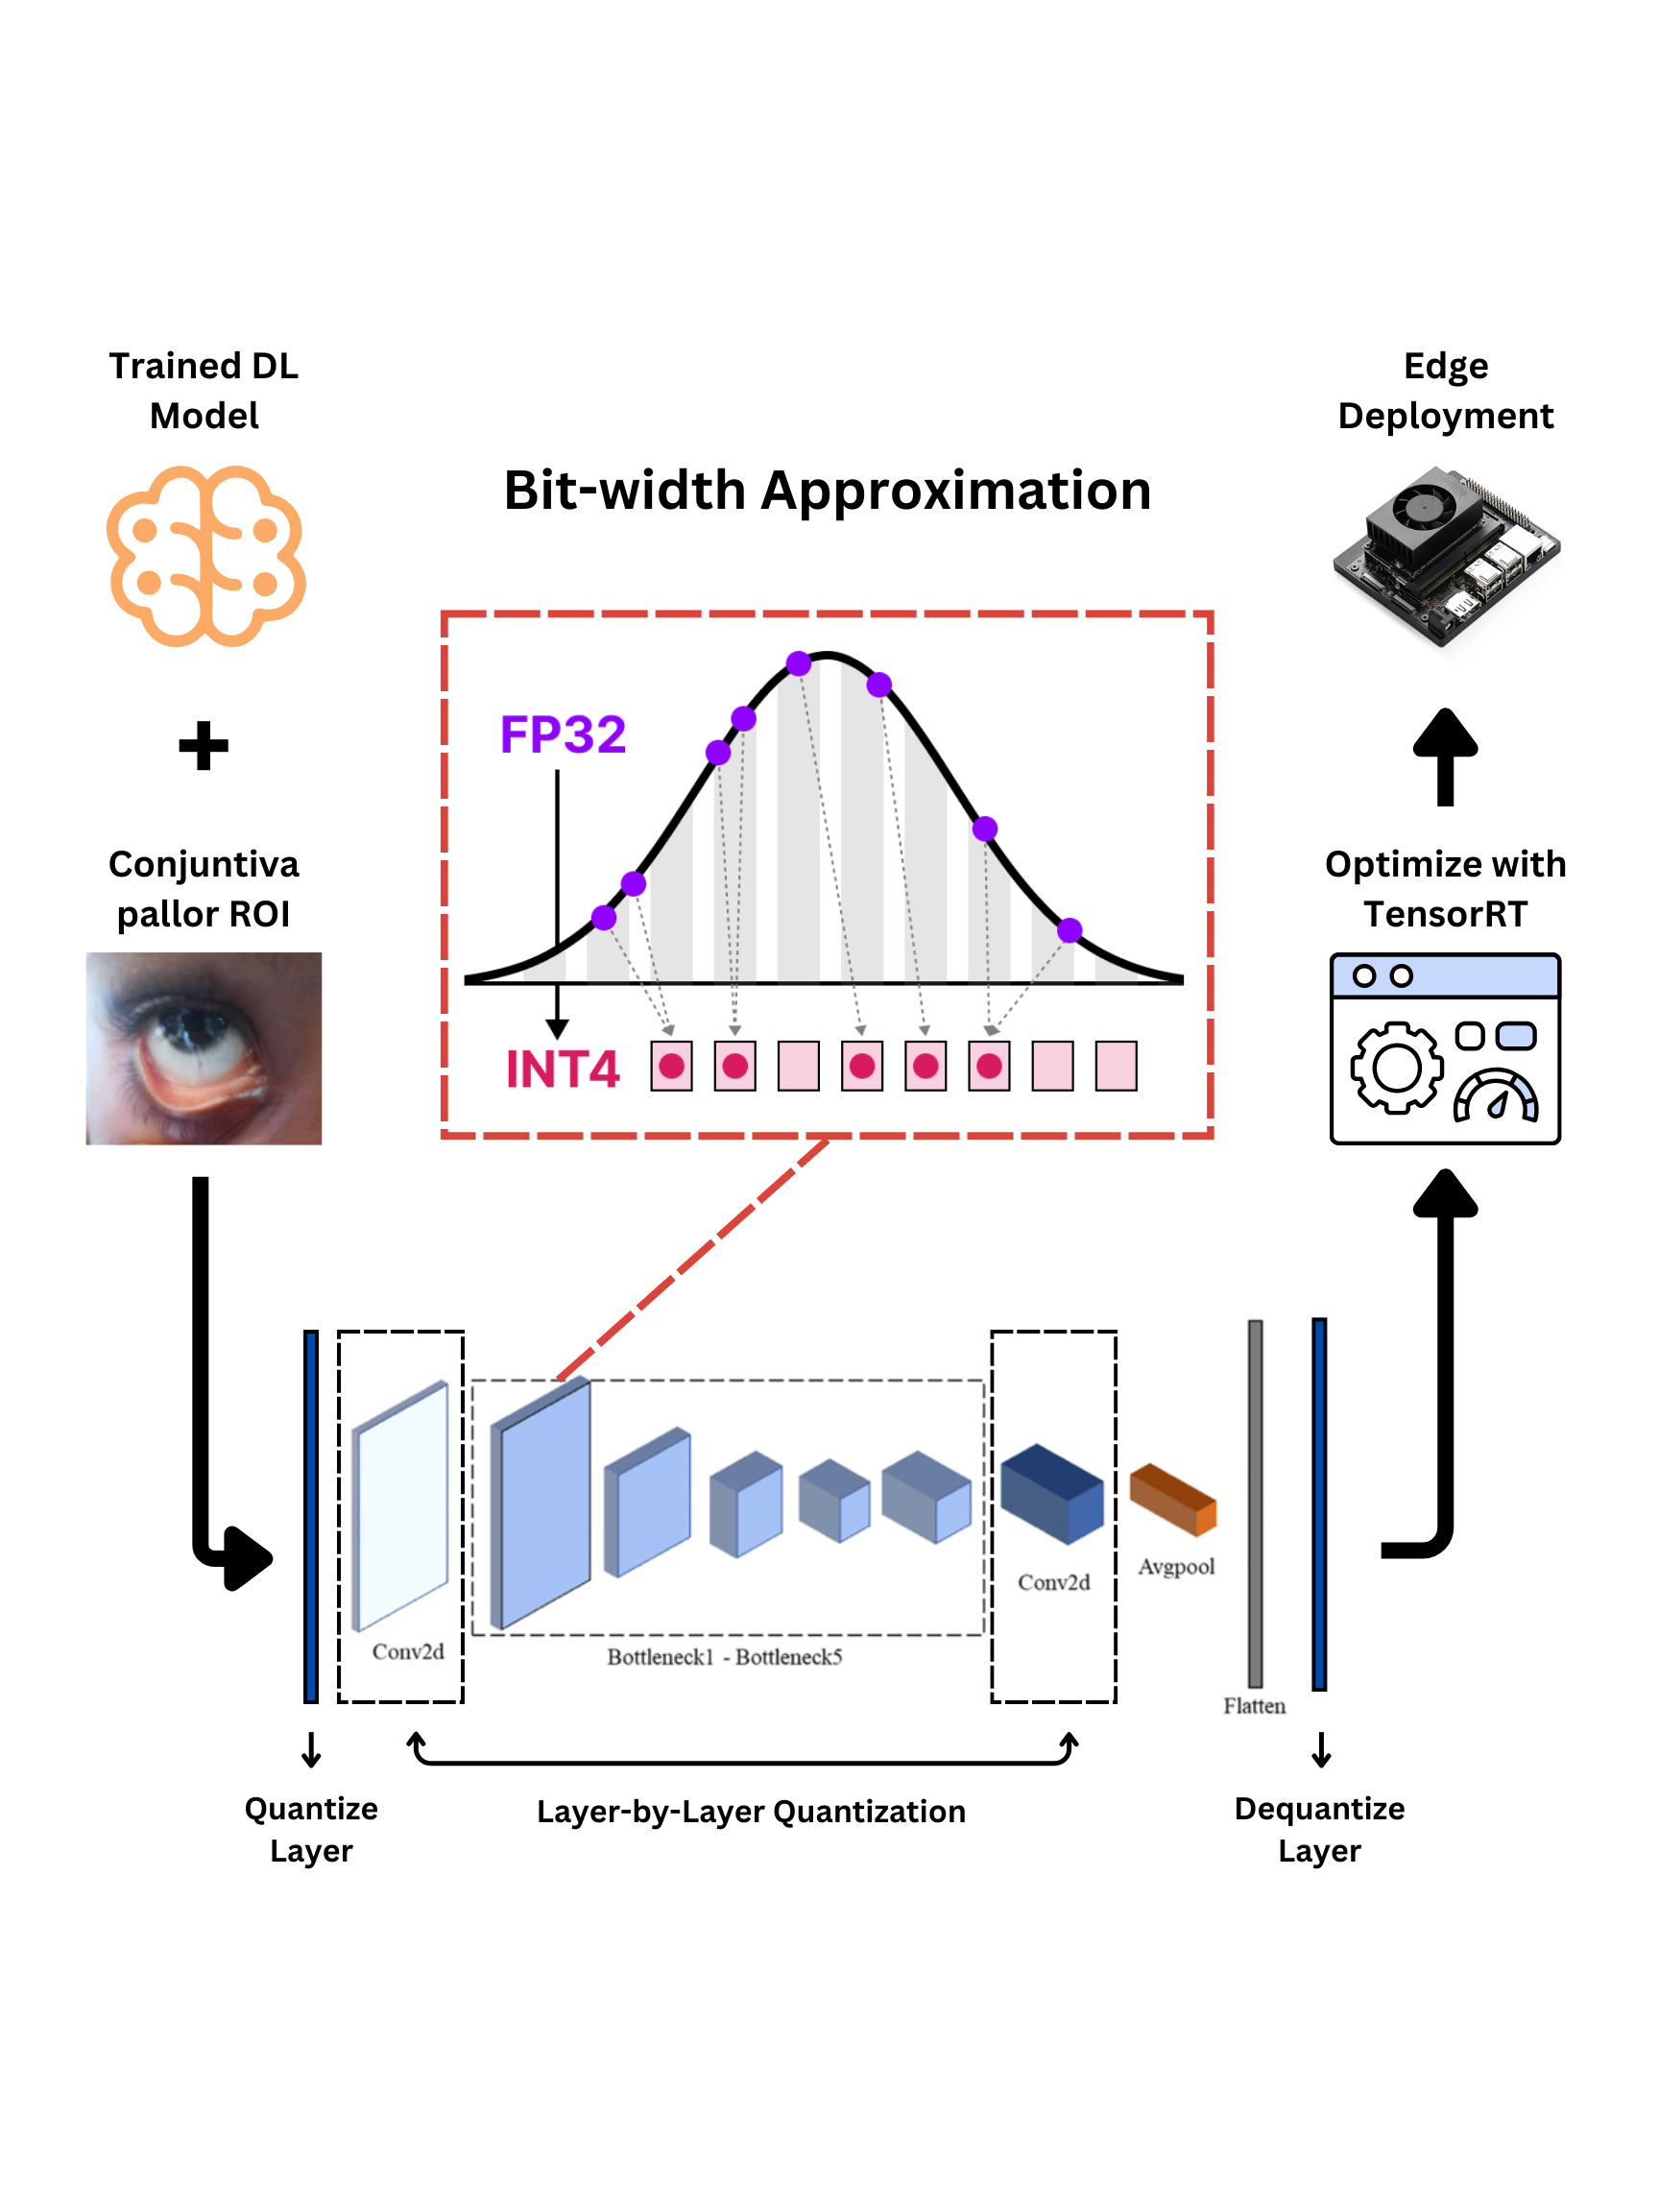 Trained DL
Model
Conjuntiva
pallor ROI
Bit-width Approximation
FP32
INT4
Edge
Deployment
Optimize with
TensorRT
Conv2d
Bottleneck1 - Bottleneck5
Conv2d
Avgpool
Flatten
Quantize
Layer
Layer-by-Layer Quantization
Dequantize
Layer